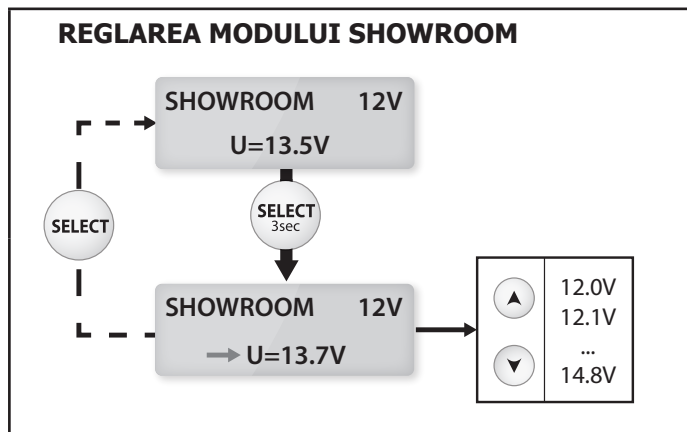 REGLAREA MODULUI SHOWROOM
SHOWROOM 12V
U=13.5V
SELECT
SELECT
3sec
SHOWROOM 12V
U=13.7V
12.0V
12.1V
...
14.8V